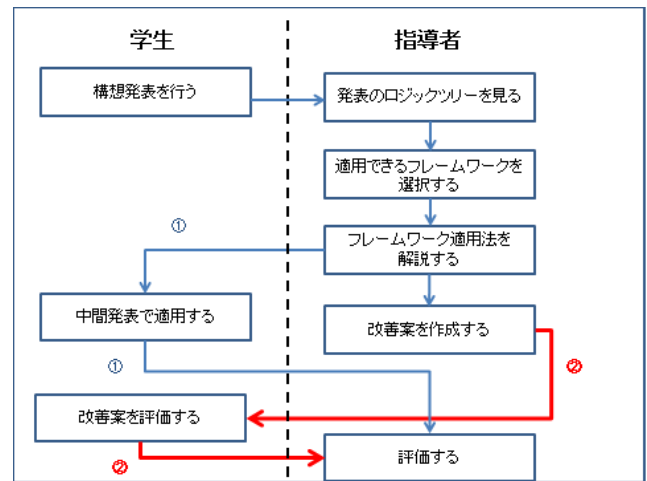 学生
指導者
構想発表を行う
発表のロジックツリーを見る
適用できるフレームワークを
選択する
①
フレームワーク適用法を
解説する
中間発表で適用する
改善案を作成する
①
②
改善案を評価する
②
評価する